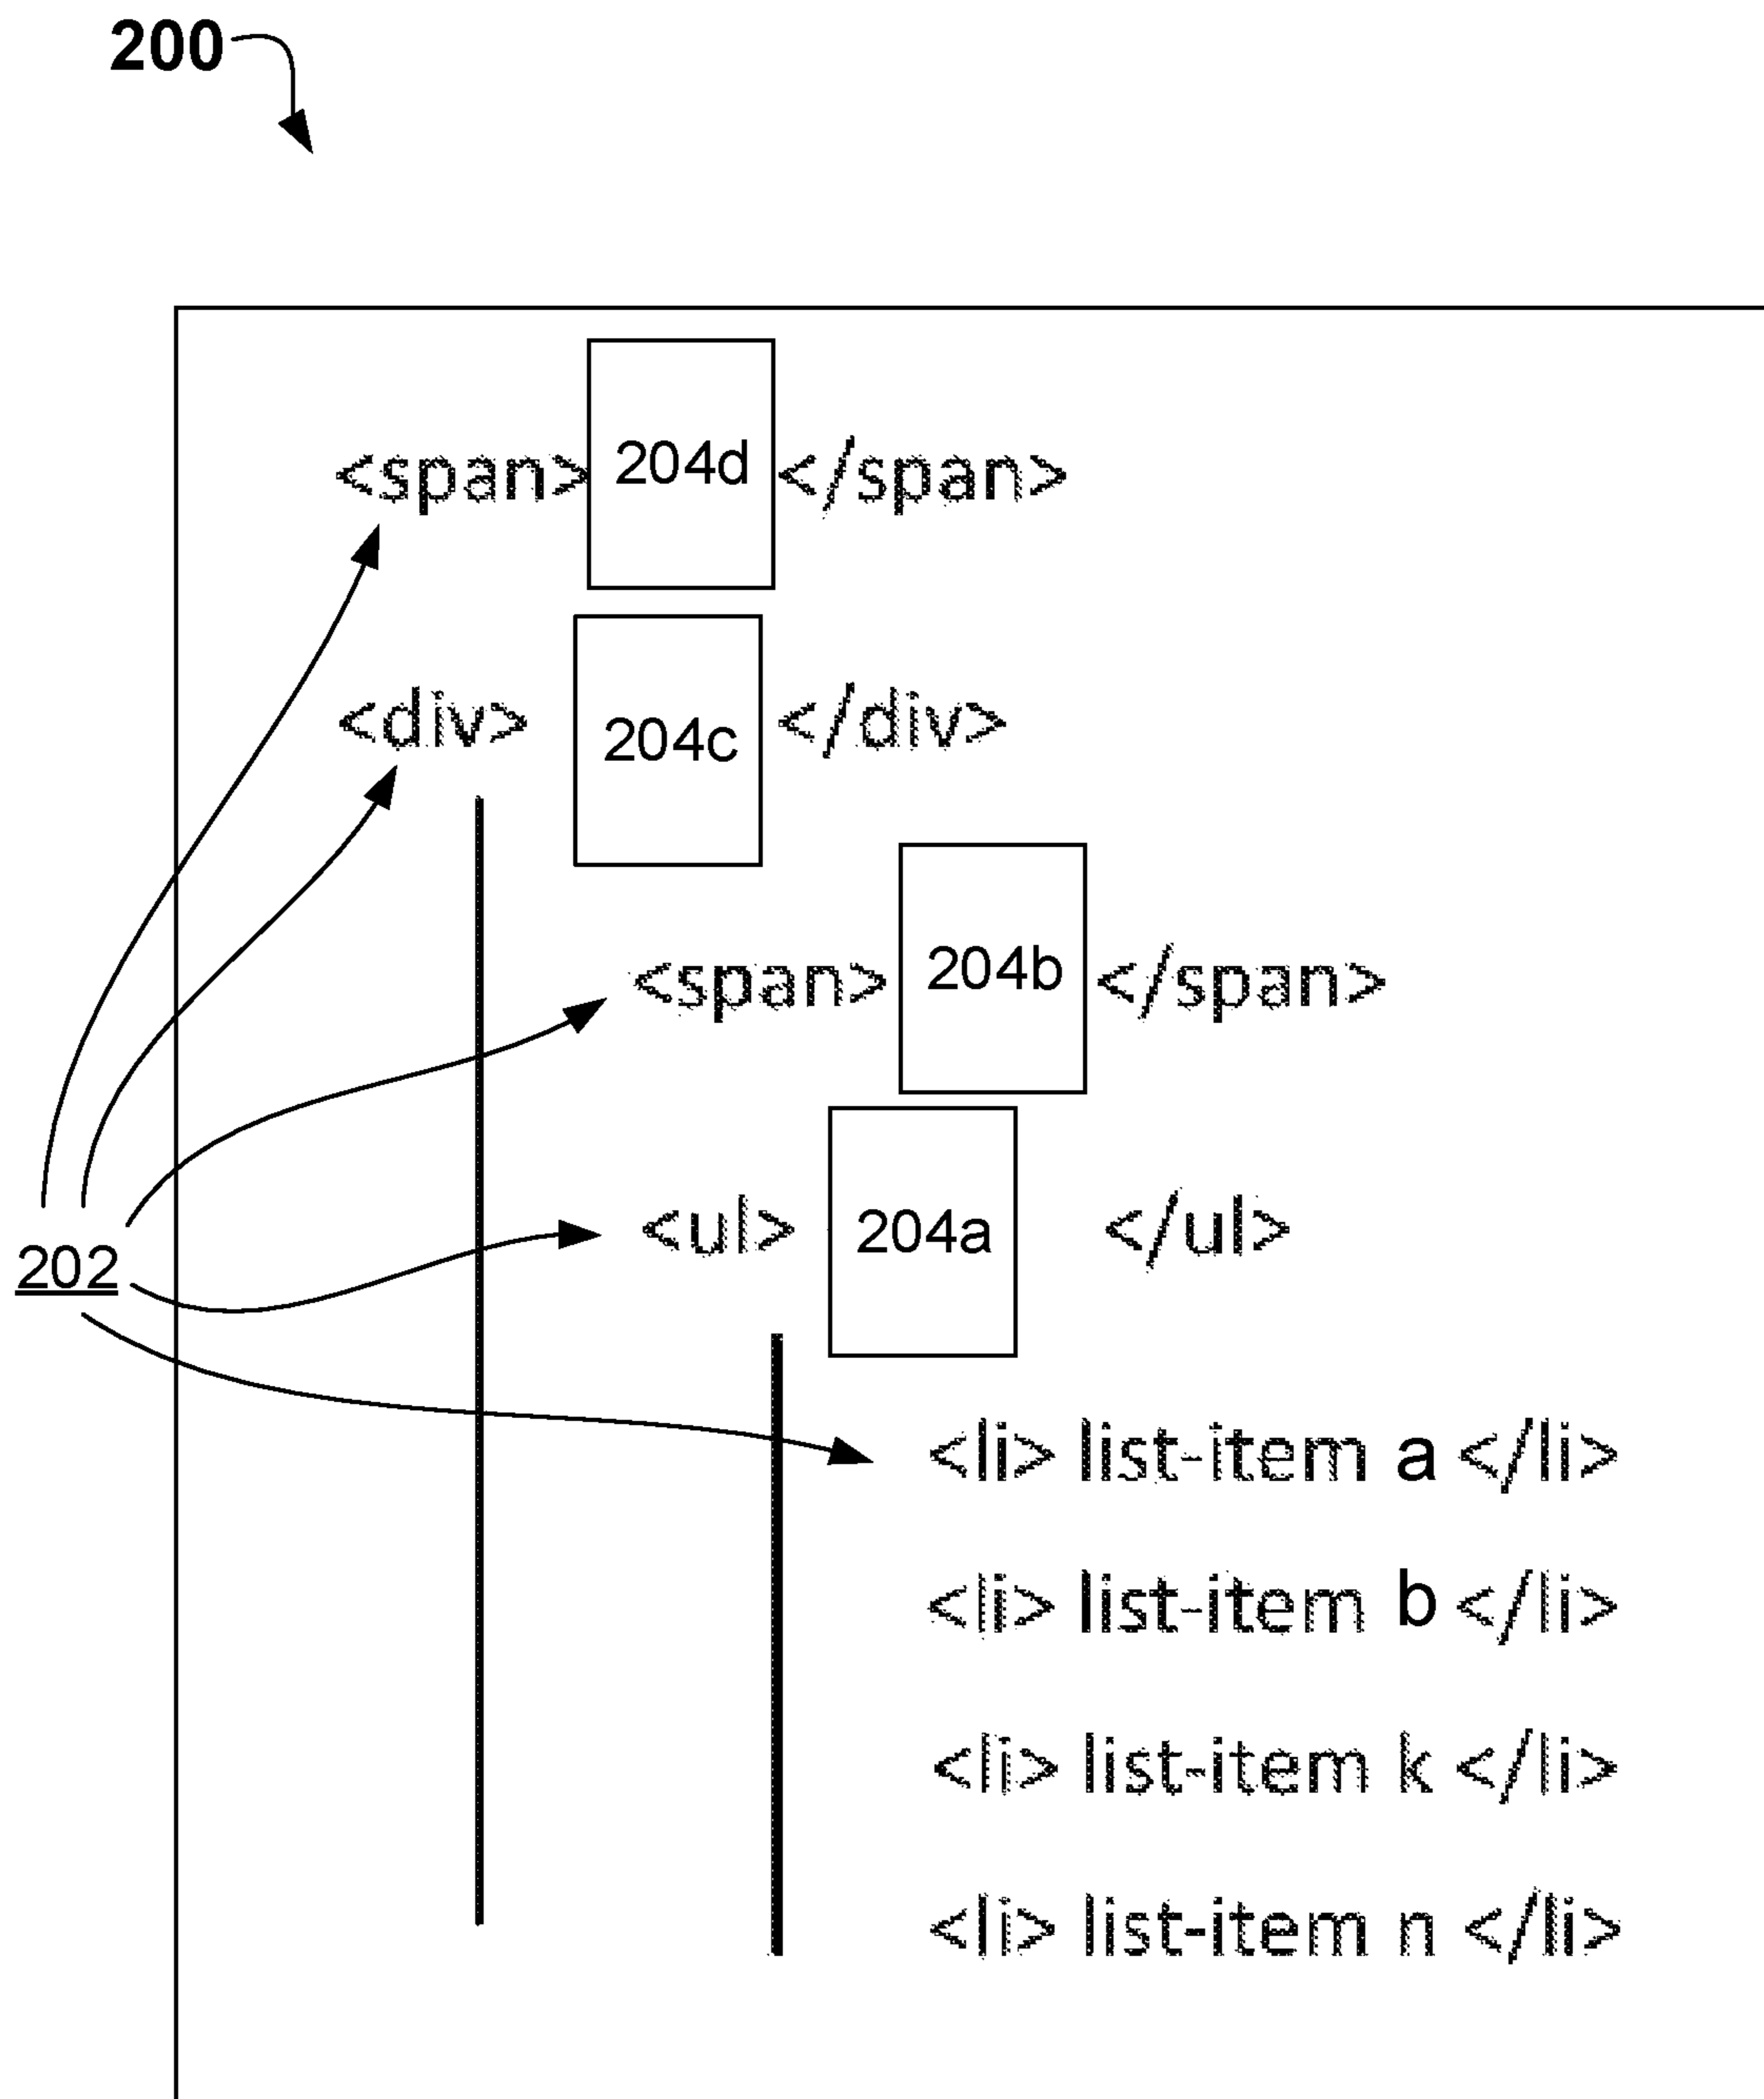 200
<span> 204d </span>
<div> 204c </div>
<span> 204b </span>
<ul> 204a </ul>
202
<li> list-item a </li>
<li> list-item b </li>
<li> list-item k </li>
<li> list-item n </li>